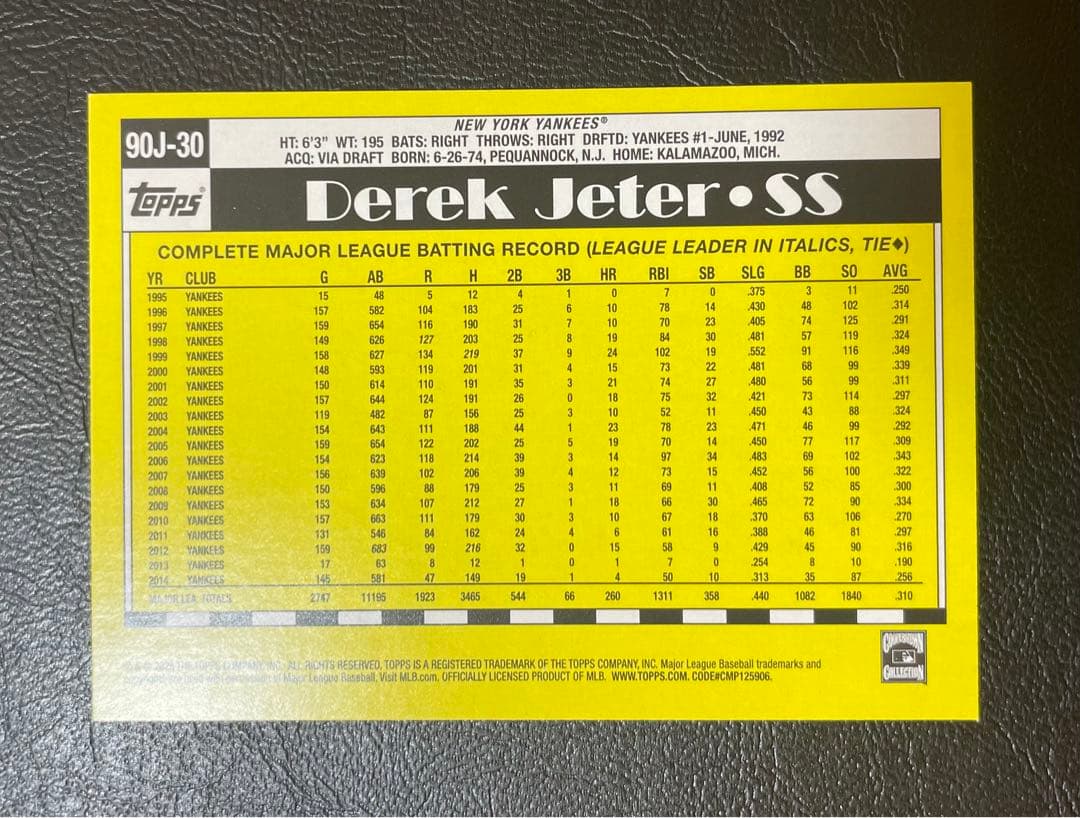 90J-30
NEW YORK YANKEES®
HT: 6'3" WT: 195 BATS: RIGHT THROWS: RIGHT DRFTD: YANKEES #1-JUNE, 1992
ACQ: VIA DRAFT BORN: 6-26-74, PEQUANNOCK, N.J. HOME: KALAMAZOO, MICH.
TOPPS®
Derek Jeter • SS
COMPLETE MAJOR LEAGUE BATTING RECORD (LEAGUE LEADER IN ITALICS, TIE◆)
YR CLUB G AB R H 2B 3B HR RBI SB SLG BB SO AVG
1995 YANKEES 15 48 5 12 4 1 0 7 0 .375 3 11 .250
1996 YANKEES 157 582 104 183 25 6 10 78 14 .430 48 102 .314
1997 YANKEES 159 654 116 190 31 7 10 70 23 .405 74 125 .291
1998 YANKEES 149 626 127 203 25 8 19 84 30 .481 57 119 .324
1999 YANKEES 158 627 134 219 37 9 24 102 19 .552 91 116 .349
2000 YANKEES 148 593 119 201 31 4 15 73 22 .481 68 99 .339
2001 YANKEES 150 614 110 191 35 3 21 74 27 .480 56 99 .311
2002 YANKEES 157 644 124 191 26 0 18 75 32 .421 73 114 .297
2003 YANKEES 119 482 87 156 25 3 10 52 11 .450 43 88 .324
2004 YANKEES 154 643 111 188 44 1 23 78 23 .471 46 99 .292
2005 YANKEES 159 654 122 202 25 5 19 70 14 .450 77 117 .309
2006 YANKEES 154 623 118 214 39 3 14 97 34 .483 69 102 .343
2007 YANKEES 156 639 102 206 39 4 12 73 15 .452 56 100 .322
2008 YANKEES 150 596 88 179 25 3 11 69 11 .408 52 85 .300
2009 YANKEES 153 634 107 212 27 1 18 66 30 .465 72 90 .334
2010 YANKEES 157 663 111 179 30 3 10 67 18 .370 63 106 .270
2011 YANKEES 131 546 84 162 24 4 6 61 16 .388 46 81 .297
2012 YANKEES 159 683 99 216 32 0 15 58 9 .429 45 90 .316
2013 YANKEES 17 63 8 12 1 0 1 7 0 .254 8 10 .190
2014 YANKEES 145 581 47 149 19 1 4 50 10 .313 35 87 .256
MAJOR LEA. TOTALS 2747 11195 1923 3465 544 66 260 1311 358 .440 1082 1840 .310
© 2025 THE TOPPS COMPANY, INC. ALL RIGHTS RESERVED. TOPPS IS A REGISTERED TRADEMARK OF THE TOPPS COMPANY, INC. Major League Baseball trademarks and
copyrights are used with permission of Major League Baseball. Visit MLB.com. OFFICIALLY LICENSED PRODUCT OF MLB. WWW.TOPPS.COM. CODE#CMP125906.
COOPERSTOWN
COLLECTION